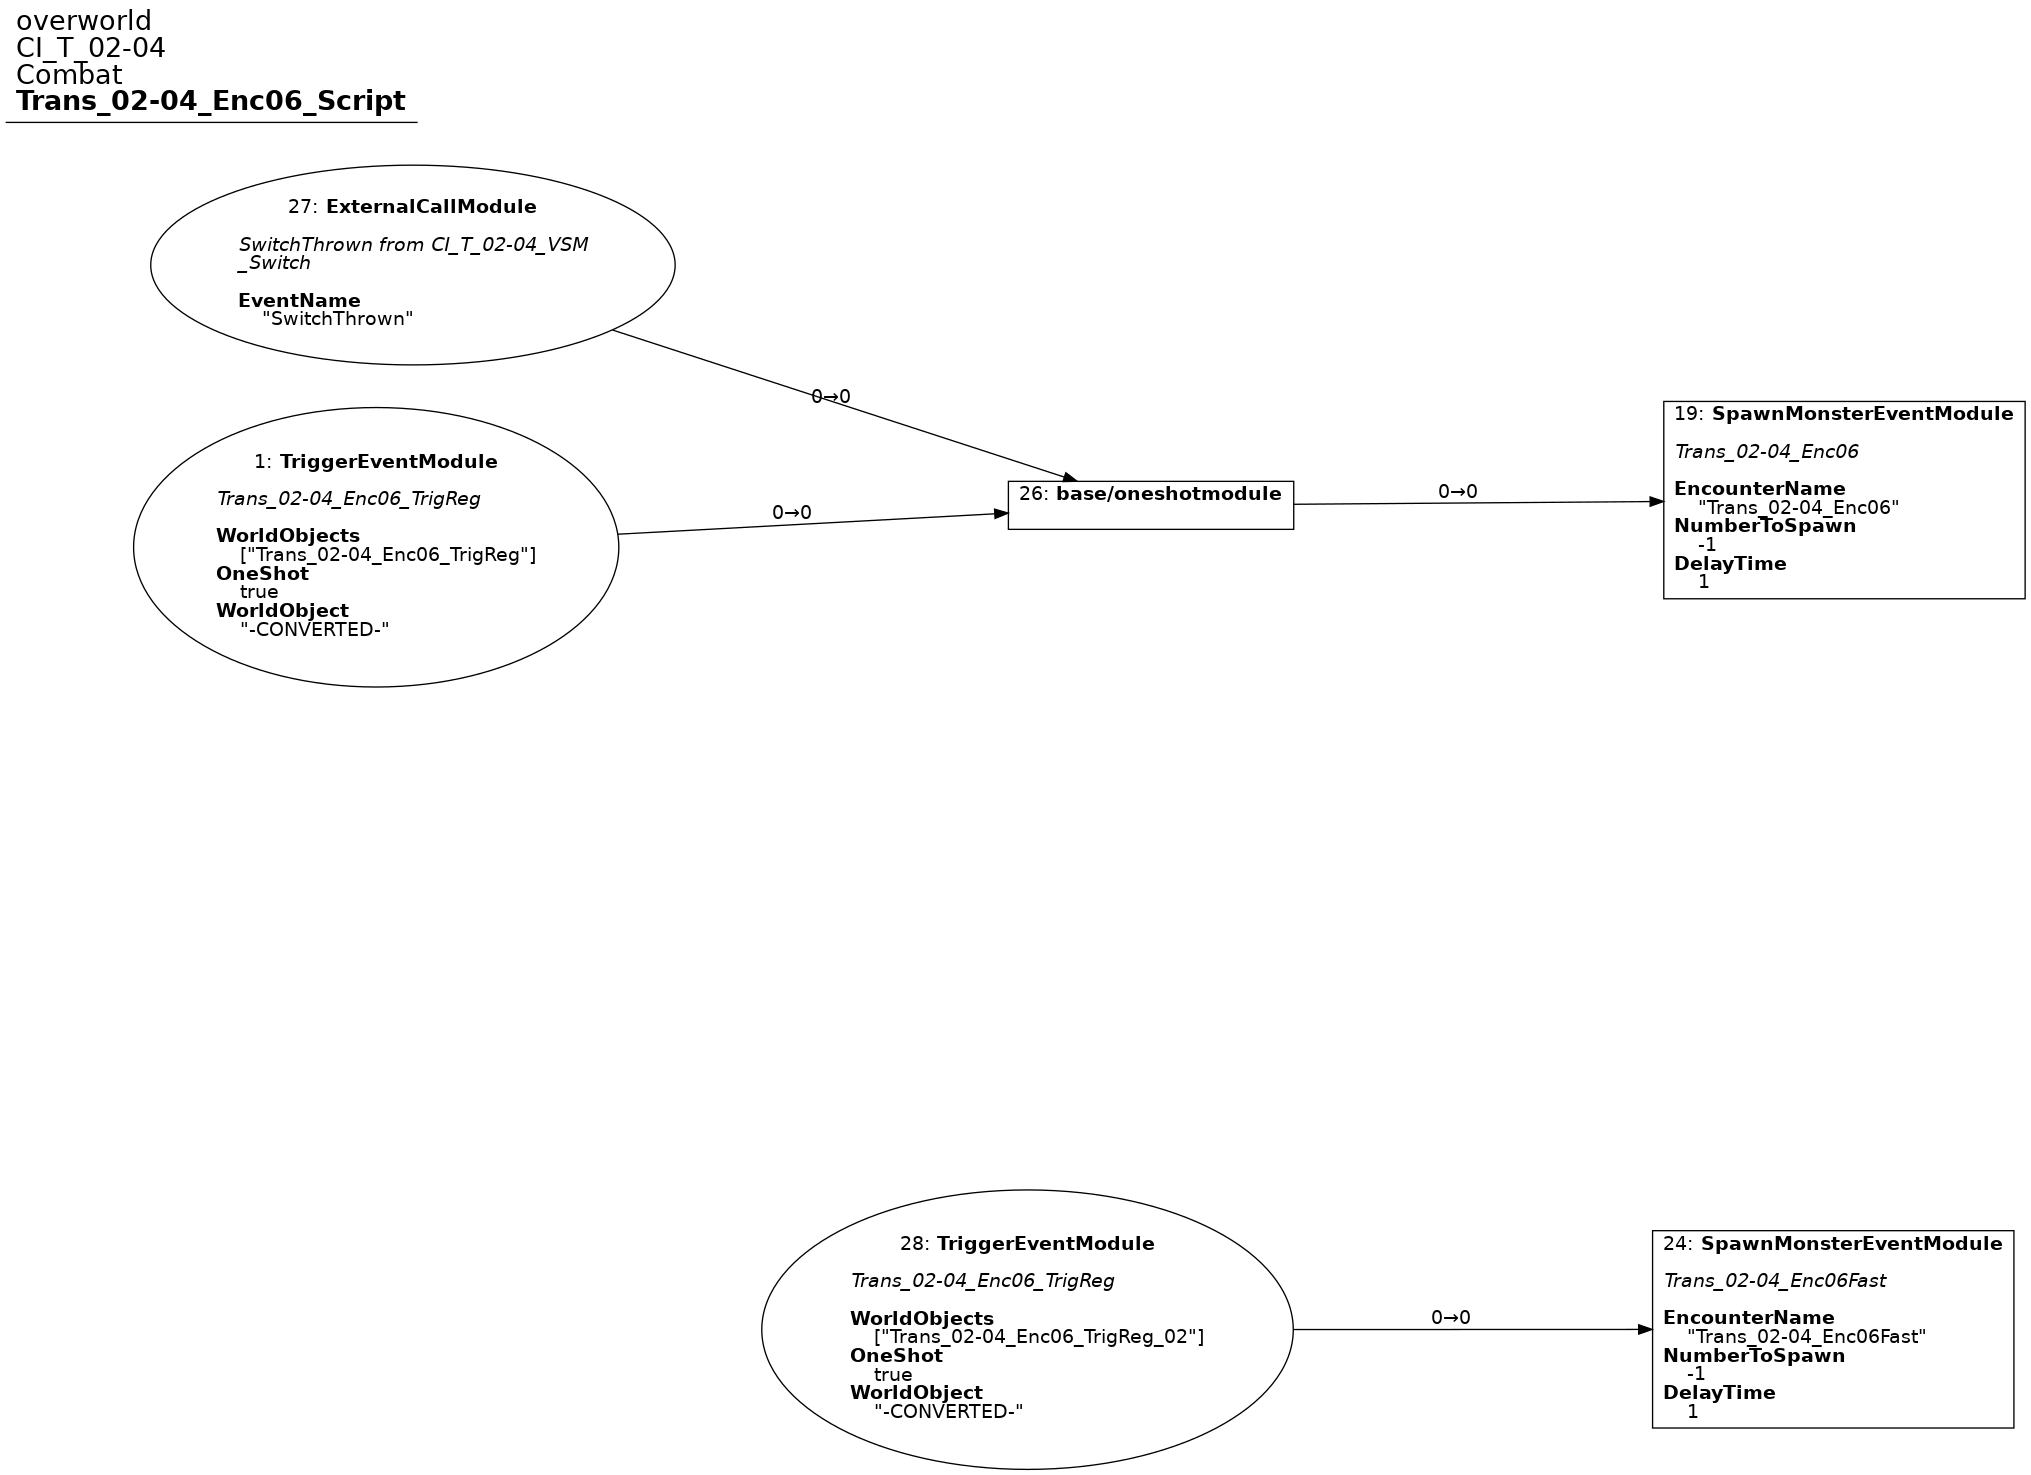 overworld
CI_T_02-04
Combat
Trans_02-04_Enc06_Script
27: ExternalCallModule
SwitchThrown from CI_T_02-04_VSM
_Switch
EventName
"SwitchThrown"
0→0
1: TriggerEventModule
Trans_02-04_Enc06_TrigReg
WorldObjects
["Trans_02-04_Enc06_TrigReg"]
OneShot
true
WorldObject
"-CONVERTED-"
0→0
26: base/oneshotmodule
0→0
19: SpawnMonsterEventModule
Trans_02-04_Enc06
EncounterName
"Trans_02-04_Enc06"
NumberToSpawn
-1
DelayTime
1
28: TriggerEventModule
Trans_02-04_Enc06_TrigReg
WorldObjects
["Trans_02-04_Enc06_TrigReg_02"]
OneShot
true
WorldObject
"-CONVERTED-"
0→0
24: SpawnMonsterEventModule
Trans_02-04_Enc06Fast
EncounterName
"Trans_02-04_Enc06Fast"
NumberToSpawn
-1
DelayTime
1